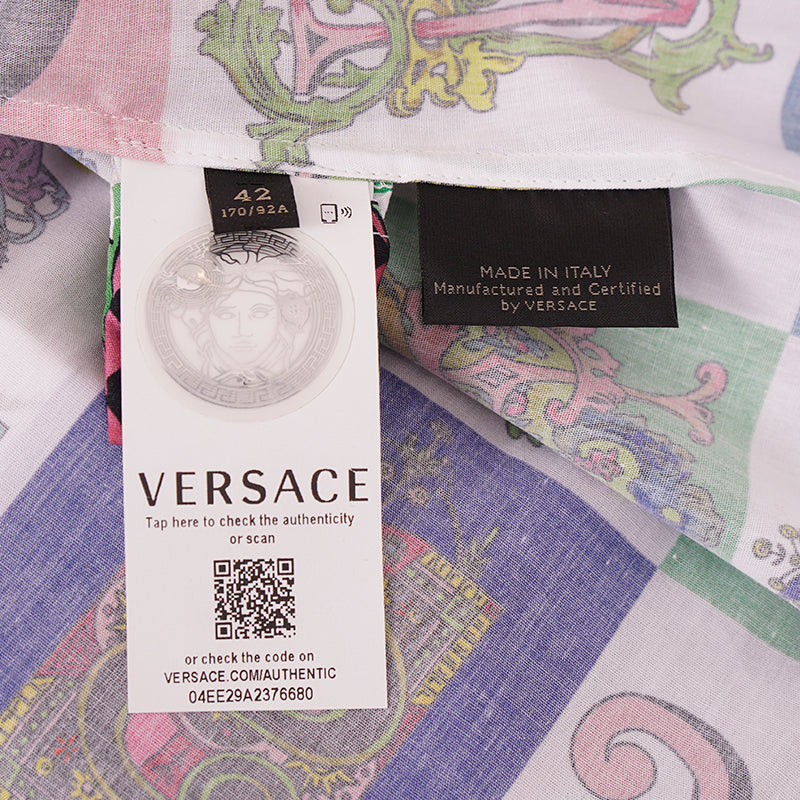 42
170/92A
VERSACE
Tap here to check the authenticity
or scan
or check the code on
VERSACE.COM/AUTHENTIC
04EE29A2376680
MADE IN ITALY
Manufactured and Certified
by VERSACE